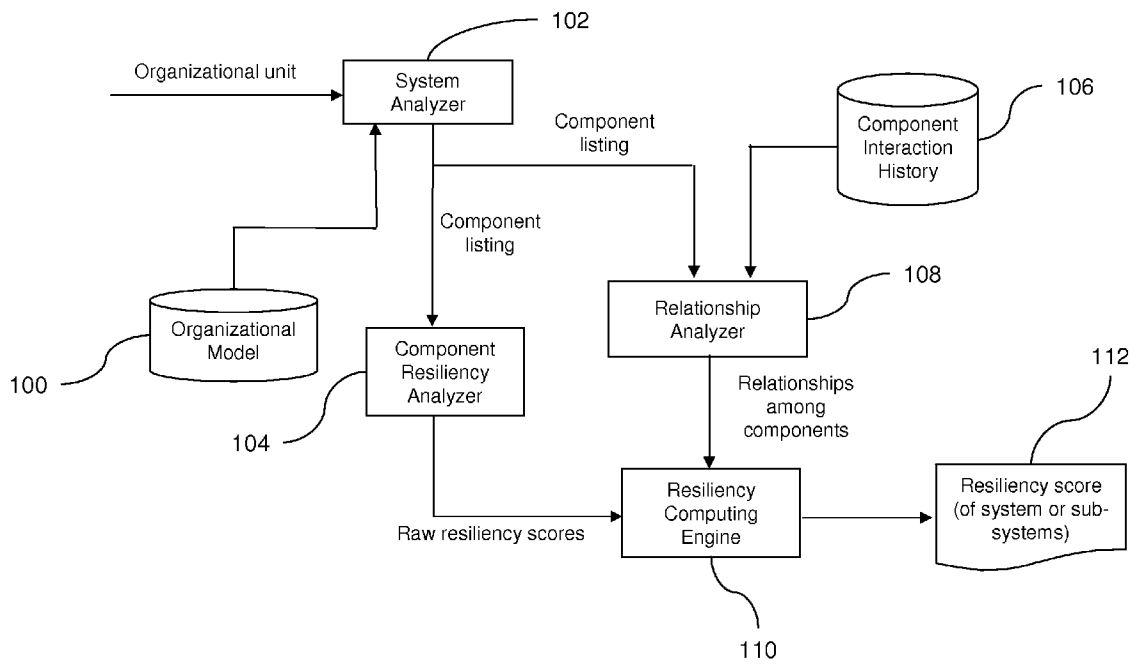 102
Organizational unit
System
Analyzer
106
Component
listing
Component
Interaction
History
Component
listing
108
Organizational
Model
Relationship
Analyzer
100
Component
Resiliency
Analyzer
112
Relationships
among
components
104
Resiliency
Computing
Engine
Resiliency score
(of system or sub-
systems)
Raw resiliency scores
110